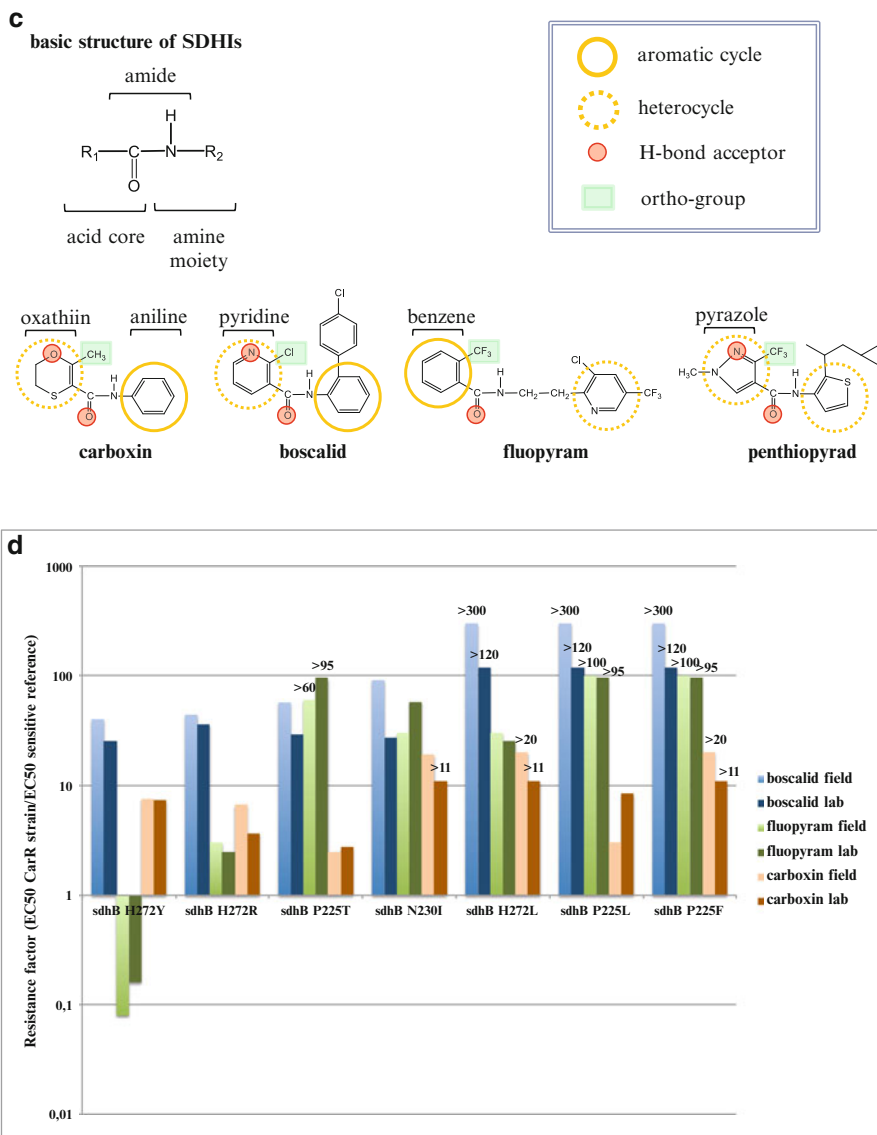 c
basic structure of SDHIs
amide
H
R1 C N R2
O
acid core
amine
moiety
aromatic cycle
heterocycle
H-bond acceptor
ortho-group
oxathiin
aniline
O
CH3
S
H
N
O
carboxin
pyridine
Cl
N
Cl
H
N
O
boscalid
benzene
CF3
H
N
CH2
CH2
O
Cl
CF3
N
fluopyram
pyrazole
N
CF3
H3C
N
H
N
S
O
penthiopyrad
d
Resistance factor (EC50 CarR strain/EC50 sensitive reference)
1000
100
10
1
0,1
0,01
>60
>95
>11
>300
>120
>20
>11
>300
>120
>100
>95
>300
>120
>100
>95
>20
>11
sdhB H272Y
sdhB H272R
sdhB P225T
sdhB N230I
sdhB H272L
sdhB P225L
sdhB P225F
boscalid field
boscalid lab
fluopyram field
fluopyram lab
carboxin field
carboxin lab